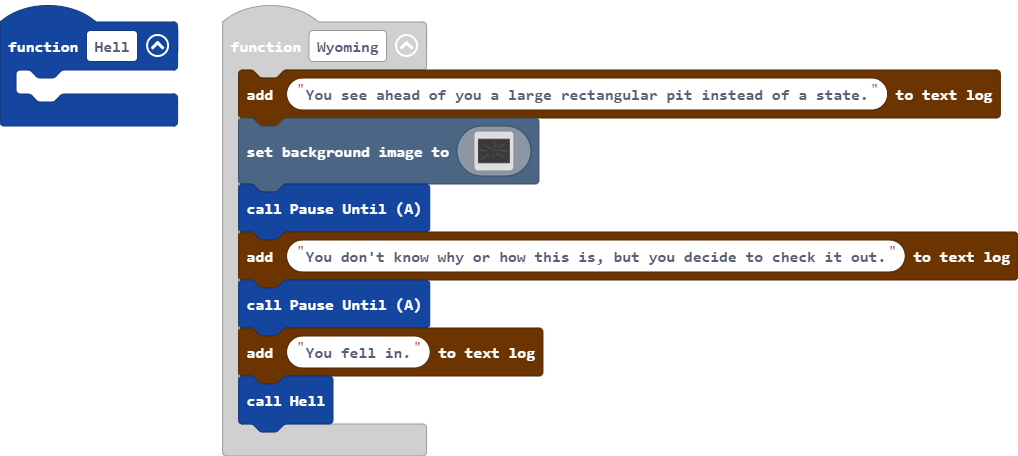 function Hell
function Wyoming
add "You see ahead of you a large rectangular pit instead of a state." to text log
set background image to
call Pause Until (A)
add "You don't know why or how this is, but you decide to check it out." to text log
call Pause Until (A)
add "You fell in." to text log
call Hell